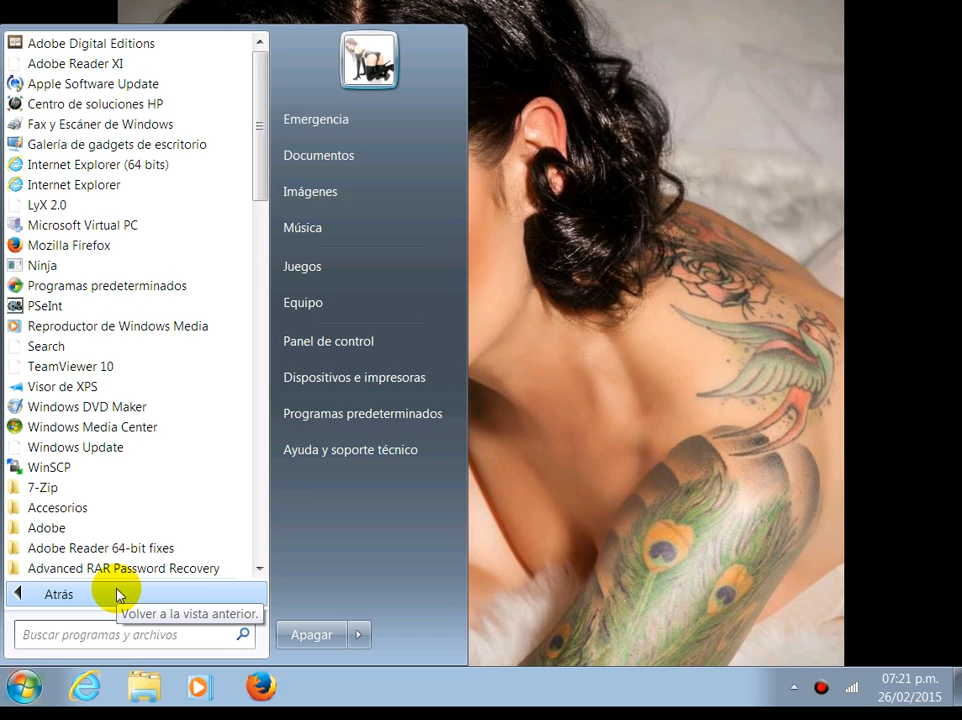 Adobe Digital Editions
Adobe Reader XI
Apple Software Update
Centro de soluciones HP
Fax y Escáner de Windows
Galería de gadgets de escritorio
Internet Explorer (64 bits)
Internet Explorer
LyX 2.0
Microsoft Virtual PC
Mozilla Firefox
Ninja
Programas predeterminados
PSeInt
Reproductor de Windows Media
Search
TeamViewer 10
Visor de XPS
Windows DVD Maker
Windows Media Center
Windows Update
WinSCP
7-Zip
Accesorios
Adobe
Adobe Reader 64-bit fixes
Advanced RAR Password Recovery
Atrás
Volver a la vista anterior.
Buscar programas y archivos
Emergencia
Documentos
Imágenes
Música
Juegos
Equipo
Panel de control
Dispositivos e impresoras
Programas predeterminados
Ayuda y soporte técnico
Apagar
07:21 p.m.
26/02/2015